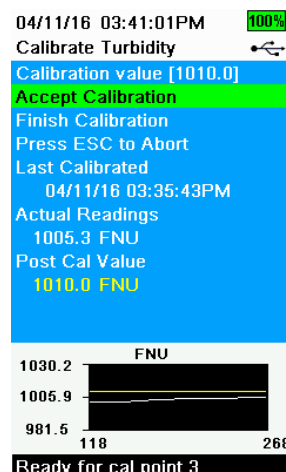 04/11/16 03:41:01PM 100%
Calibrate Turbidity
Calibration value [1010.0]
Accept Calibration
Finish Calibration
Press ESC to Abort
Last Calibrated
04/11/16 03:35:43PM
Actual Readings
1005.3 FNU
Post Cal Value
1010.0 FNU
FNU
1030.2
1005.9
981.5
118 268
Ready for cal point 3